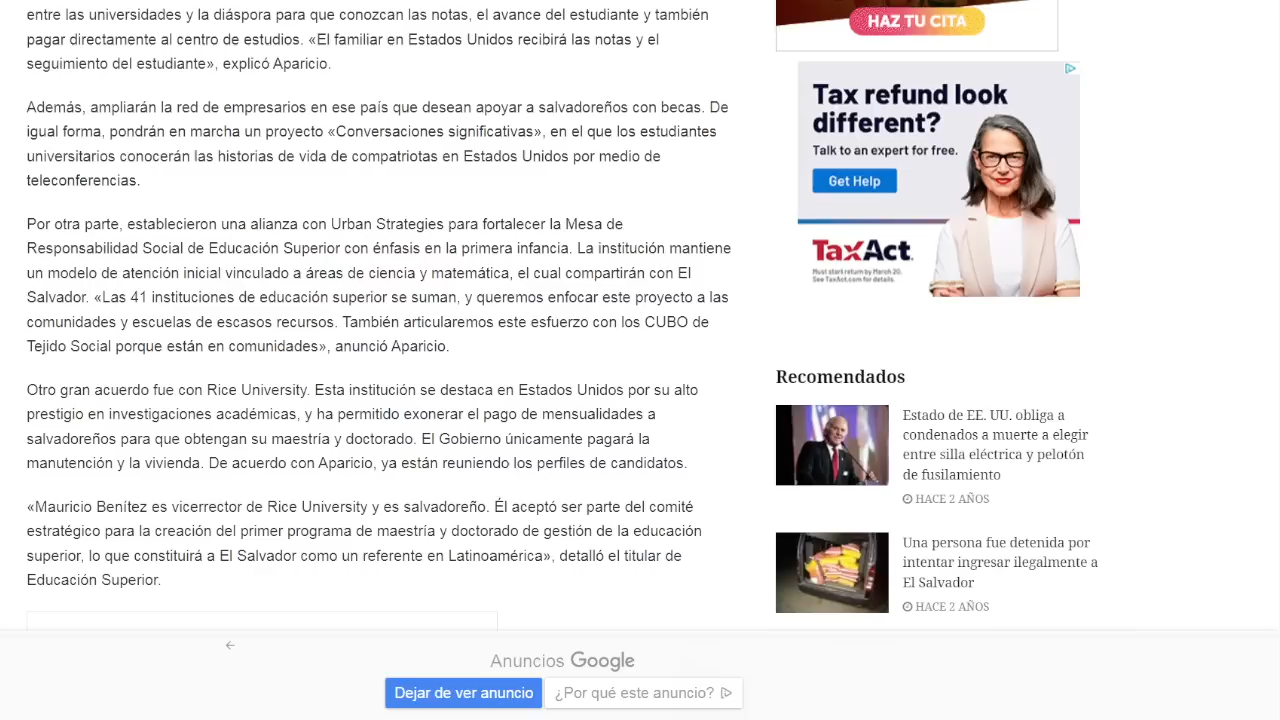 entre las universidades y la diáspora para que conozcan las notas, el avance del estudiante y también
pagar directamente al centro de estudios. «El familiar en Estados Unidos recibirá las notas y el
seguimiento del estudiante», explicó Aparicio.
Además, ampliarán la red de empresarios en ese país que desean apoyar a salvadoreños con becas. De
igual forma, pondrán en marcha un proyecto «Conversaciones significativas», en el que los estudiantes
universitarios conocerán las historias de vida de compatriotas en Estados Unidos por medio de
teleconferencias.
Por otra parte, establecieron una alianza con Urban Strategies para fortalecer la Mesa de
Responsabilidad Social de Educación Superior con énfasis en la primera infancia. La institución mantiene
un modelo de atención inicial vinculado a áreas de ciencia y matemática, el cual compartirán con El
Salvador. «Las 41 instituciones de educación superior se suman, y queremos enfocar este proyecto a las
comunidades y escuelas de escasos recursos. También articularemos este esfuerzo con los CUBO de
Tejido Social porque están en comunidades», anunció Aparicio.
Otro gran acuerdo fue con Rice University. Esta institución se destaca en Estados Unidos por su alto
prestigio en investigaciones académicas, y ha permitido exonerar el pago de mensualidades a
salvadoreños para que obtengan su maestría y doctorado. El Gobierno únicamente pagará la
manutención y la vivienda. De acuerdo con Aparicio, ya están reuniendo los perfiles de candidatos.
«Mauricio Benítez es vicerrector de Rice University y es salvadoreño. Él aceptó ser parte del comité
estratégico para la creación del primer programa de maestría y doctorado de gestión de la educación
superior, lo que constituirá a El Salvador como un referente en Latinoamérica», detalló el titular de
Educación Superior.
HAZ TU CITA
Tax refund look
different?
Talk to an expert for free.
Get Help
TaxAct.
Must start return by March 20.
See TaxAct.com for details.
Recomendados
Estado de EE. UU. obliga a
condenados a muerte a elegir
entre silla eléctrica y pelotón
de fusilamiento
HACE 2 AÑOS
Una persona fue detenida por
intentar ingresar ilegalmente a
El Salvador
HACE 2 AÑOS
Anuncios Google
Dejar de ver anuncio
¿Por qué este anuncio?